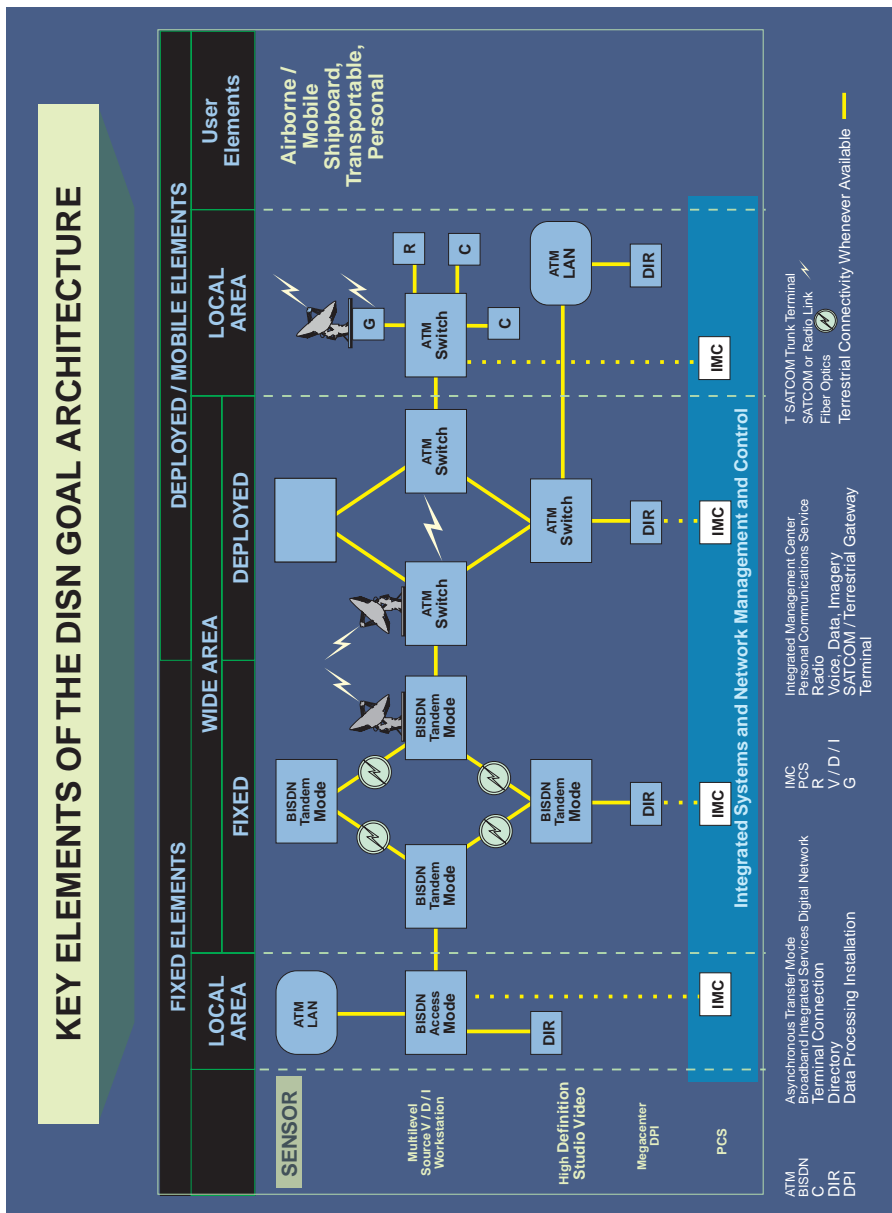 KEY ELEMENTS OF THE DISN GOAL ARCHITECTURE
FIXED ELEMENTS
DEPLOYED / MOBILE ELEMENTS
LOCAL
AREA
WIDE AREA
FIXED
DEPLOYED
LOCAL
AREA
User
Elements
SENSOR
Multilevel
Source V / D / I
Workstation
High Definition
Studio Video
Megacenter
DPI
PCS
ATM
LAN
BISDN
Access
Mode
DIR
IMC
BISDN
Tandem
Mode
BISDN
Tandem
Mode
BISDN
Tandem
Mode
BISDN
Tandem
Mode
DIR
IMC
ATM
Switch
ATM
Switch
ATM
Switch
DIR
IMC
G
R
ATM
Switch
C
C
ATM
LAN
DIR
IMC
Airborne /
Mobile
Shipboard,
Transportable,
Personal
Integrated Systems and Network Management and Control
ATM Asynchronous Transfer Mode
BISDN Broadband Integrated Services Digital Network
C Terminal Connection
DIR Directory
DPI Data Processing Installation
IMC Integrated Management Center
PCS Personal Communications Service
R Radio
V / D / I Voice, Data, Imagery
G SATCOM / Terrestrial Gateway
Terminal
T SATCOM Trunk Terminal
SATCOM or Radio Link
Fiber Optics
Terrestrial Connectivity Whenever Available